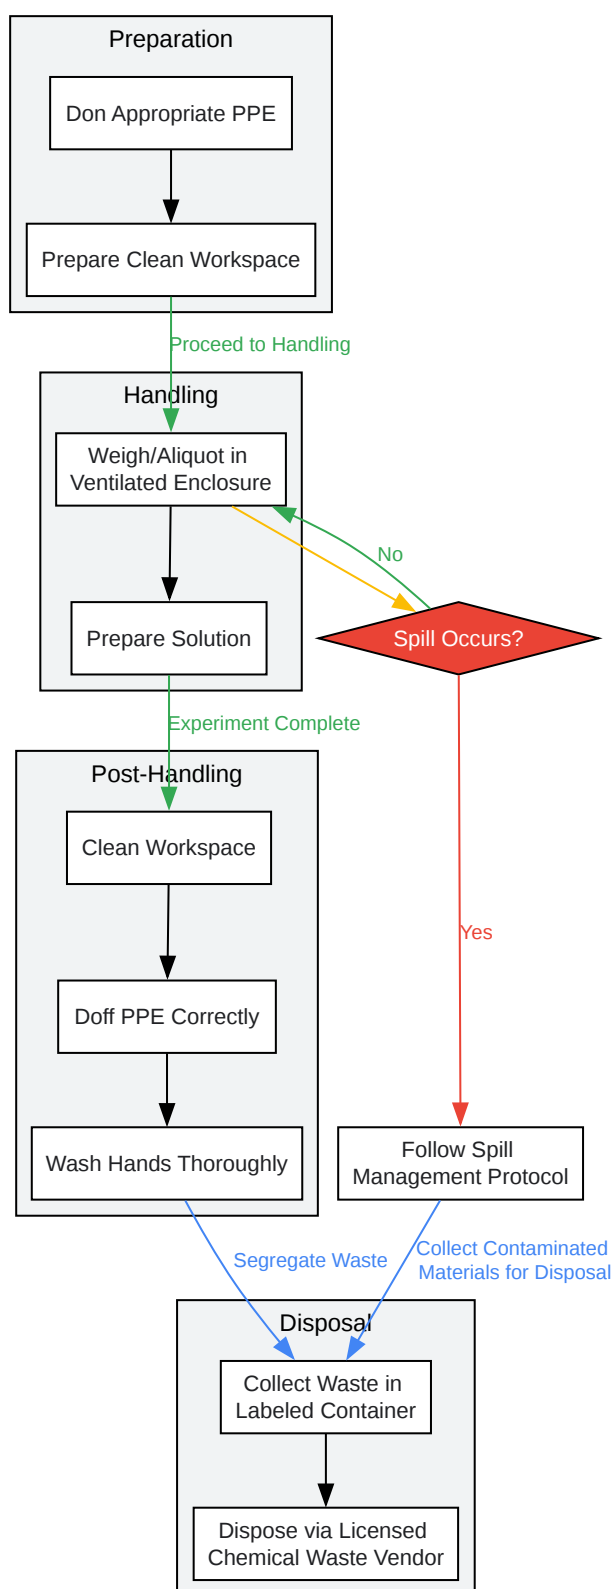 Preparation
Don Appropriate PPE
Prepare Clean Workspace
Proceed to Handling
Handling
Weigh/Aliquot in
Ventilated Enclosure
No
Prepare Solution
Spill Occurs?
Experiment Complete
Post-Handling
Clean Workspace
Yes
Doff PPE Correctly
Wash Hands Thoroughly
Follow Spill
Management Protocol
Segregate Waste
Collect Contaminated
Materials for Disposal
Disposal
Collect Waste in
Labeled Container
Dispose via Licensed
Chemical Waste Vendor